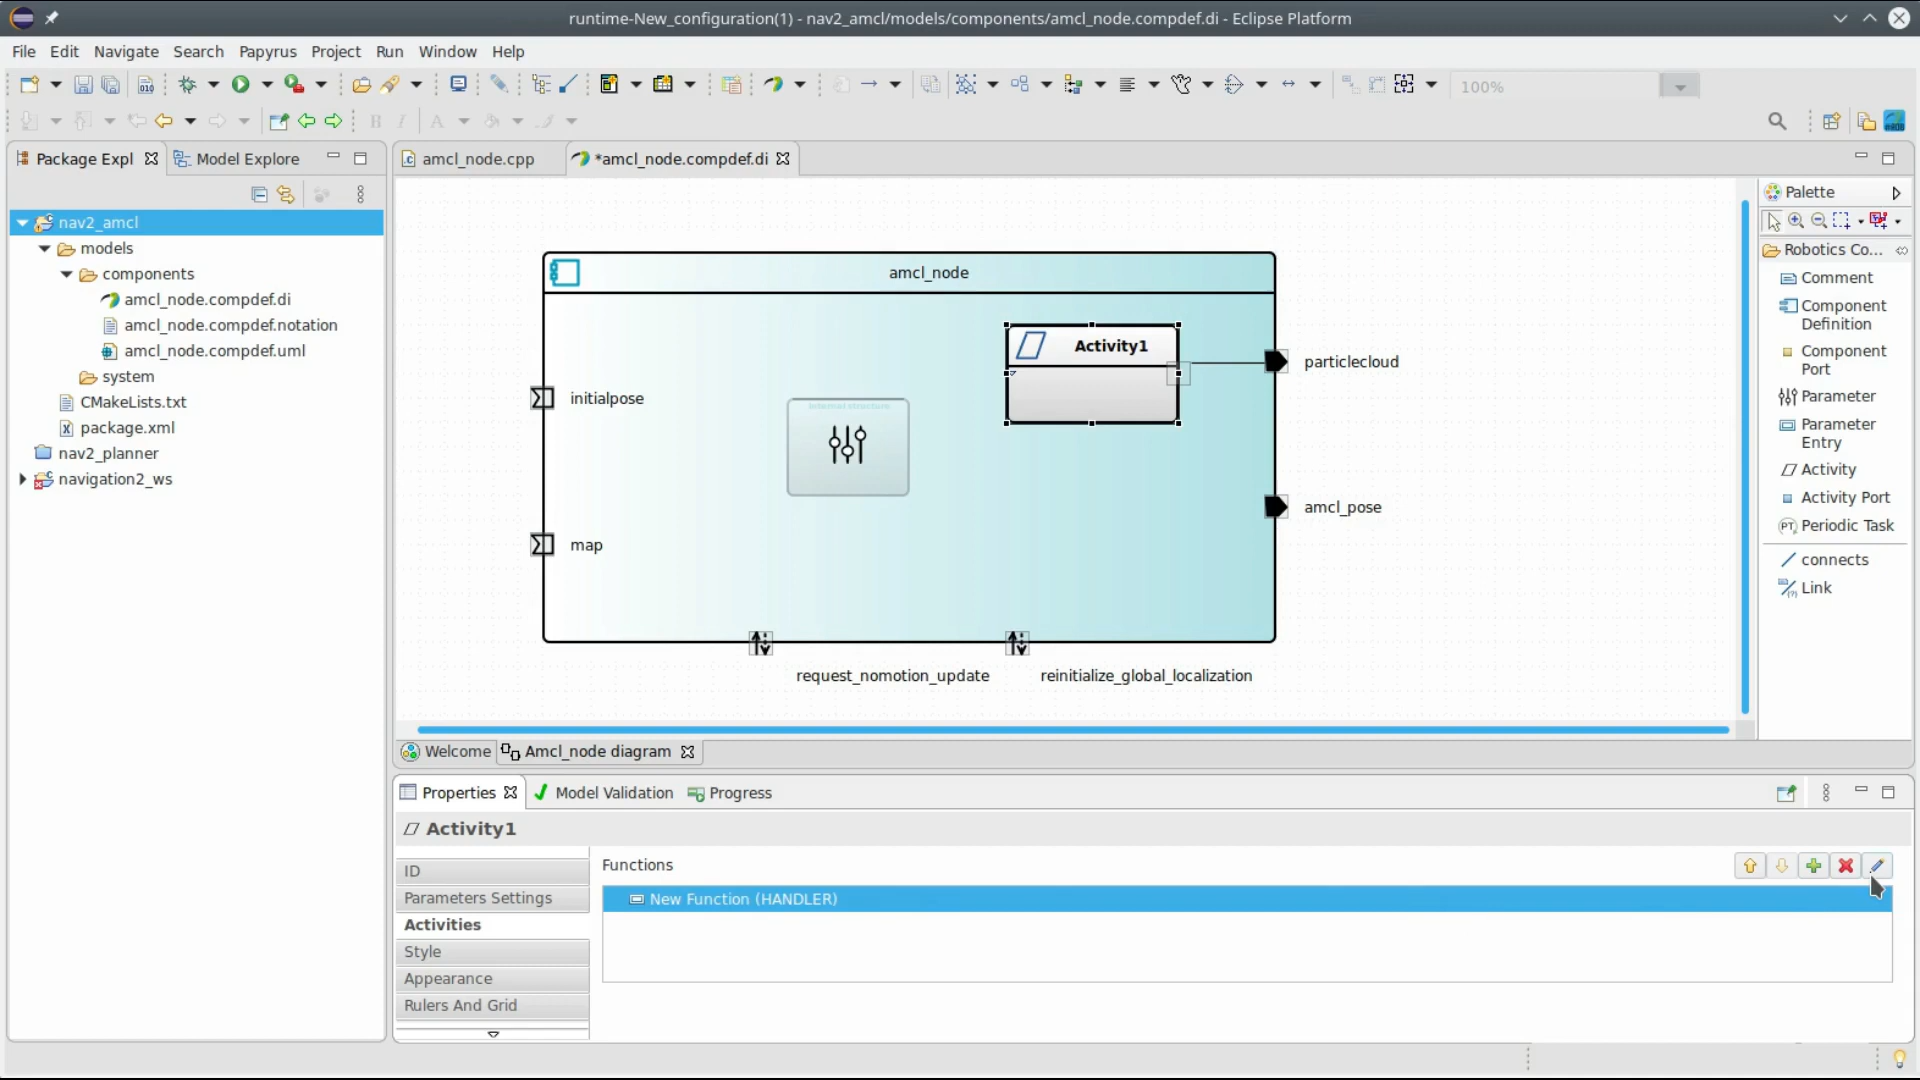 runtime-New_configuration(1) - nav2_amcl/models/components/amcl_node.compdef.di - Eclipse Platform
File Edit Navigate Search Papyrus Project Run Window Help
010
100%
B I A
Package Expl
Model Explore
amcl_node.cpp
*amcl_node.compdef.di
nav2_amcl
models
components
amcl_node.compdef.di
amcl_node.compdef.notation
amcl_node.compdef.uml
system
CMakeLists.txt
package.xml
nav2_planner
navigation2_ws
amcl_node
Activity1
particlecloud
initialpose
internal structure
amcl_pose
map
request_nomotion_update
reinitialize_global_localization
Palette
Robotics Co...
Comment
Component
Definition
Component
Port
Parameter
Parameter
Entry
Activity
Activity Port
PT Periodic Task
connects
Link
Welcome
Amcl_node diagram
Properties
Model Validation
Progress
Activity1
ID
Parameters Settings
Activities
Style
Appearance
Rulers And Grid
Functions
New Function (HANDLER)